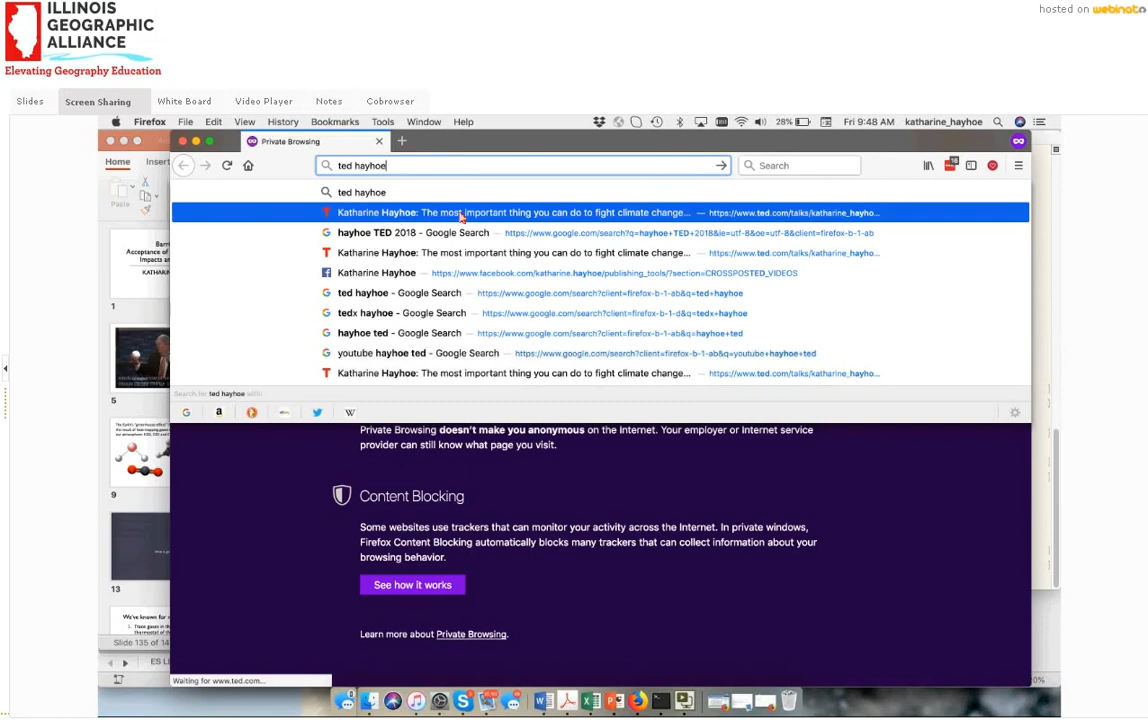 ILLINOIS
GEOGRAPHIC
ALLIANCE
Elevating Geography Education
hosted on webinato
Slides Screen Sharing White Board Video Player Notes Cobrowser
Firefox File Edit View History Bookmarks Tools Window Help 28% Fri 9:48 AM katharine_hayhoe
Private Browsing
Home Insert
ted hayhoe Search
Paste
ted hayhoe
Katharine Hayhoe: The most important thing you can do to fight climate change... — https://www.ted.com/talks/katharine_hayho...
hayhoe TED 2018 - Google Search — https://www.google.com/search?q=hayhoe+TED+2018&ie=utf-8&oe=utf-8&client=firefox-b-1-ab
Katharine Hayhoe: The most important thing you can do to fight climate change... — https://www.ted.com/talks/katharine_hayho...
Katharine Hayhoe — https://www.facebook.com/katharine.hayhoe/publishing_tools/?section=CROSSPOSTED_VIDEOS
ted hayhoe - Google Search — https://www.google.com/search?client=firefox-b-1-ab&q=ted+hayhoe
tedx hayhoe - Google Search — https://www.google.com/search?client=firefox-b-1-d&q=tedx+hayhoe
hayhoe ted - Google Search — https://www.google.com/search?client=firefox-b-1-ab&q=hayhoe+ted
youtube hayhoe ted - Google Search — https://www.google.com/search?client=firefox-b-1-ab&q=youtube+hayhoe+ted
Katharine Hayhoe: The most important thing you can do to fight climate change... — https://www.ted.com/talks/katharine_hayho...
Search for ted hayhoe with:
Acceptance of
Impacts a
1
5
9
13
Private Browsing doesn't make you anonymous on the Internet. Your employer or Internet service
provider can still know what page you visit.
Content Blocking
Some websites use trackers that can monitor your activity across the Internet. In private windows,
Firefox Content Blocking automatically blocks many trackers that can collect information about your
browsing behavior.
See how it works
Learn more about Private Browsing.
We've known for
Slide 135 of 14
ES L
Waiting for www.ted.com...